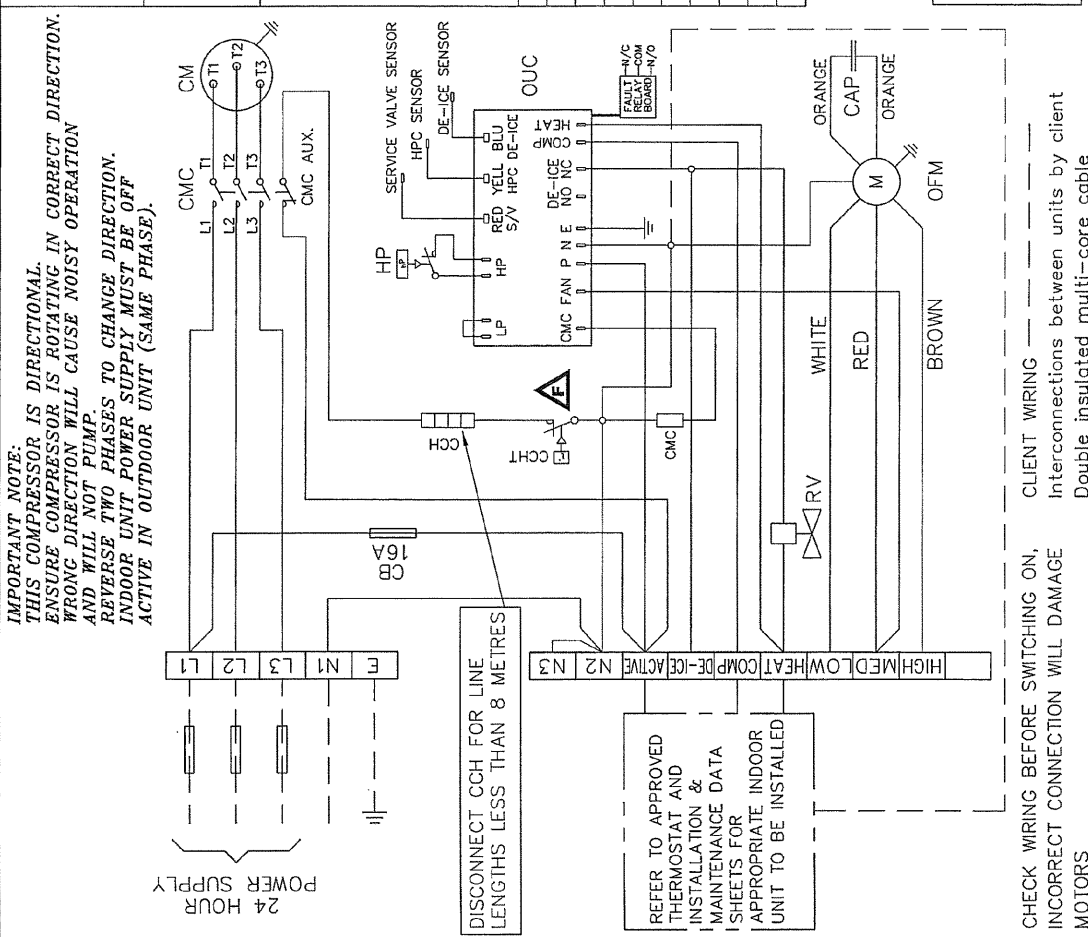 IMPORTANT NOTE:
THIS COMPRESSOR IS DIRECTIONAL.
ENSURE COMPRESSOR IS ROTATING IN CORRECT DIRECTION.
WRONG DIRECTION WILL CAUSE NOISY OPERATION
AND WILL NOT PUMP.
REVERSE TWO PHASES TO CHANGE DIRECTION.
INDOOR UNIT POWER SUPPLY MUST BE OFF
ACTIVE IN OUTDOOR UNIT (SAME PHASE).
24 HOUR
POWER SUPPLY
L1
L2
L3
N1
E
CB
16A
CMC
L1 T1
L2 T2
L3 T3
CMC AUX.
CM
T1
T2
T3
DISCONNECT CCH FOR LINE
LENGTHS LESS THAN 8 METRES
CCH
CCHT
F
CMC
HP
SERVICE VALVE SENSOR
HPC SENSOR
DE-ICE SENSOR
OUC
LP
HP
RED
S/V
YELL
HPC
BLU
DE-ICE
CMC
FAN
P
N
E
DE-ICE
NO
NC
COMP
HEAT
FAULT
RELAY
BOARD
N/C
COM
N/O
N3
N2
ACTIVE
DE-ICE
COMP
HEAT
LOW
MED
HIGH
REFER TO APPROVED
THERMOSTAT AND
INSTALLATION &
MAINTENANCE DATA
SHEETS FOR
APPROPRIATE INDOOR
UNIT TO BE INSTALLED
RV
WHITE
RED
BROWN
M
OFM
ORANGE
CAP
ORANGE
CHECK WIRING BEFORE SWITCHING ON,
INCORRECT CONNECTION WILL DAMAGE
MOTORS
CLIENT WIRING
Interconnections between units by client
Double insulated multi-core cable